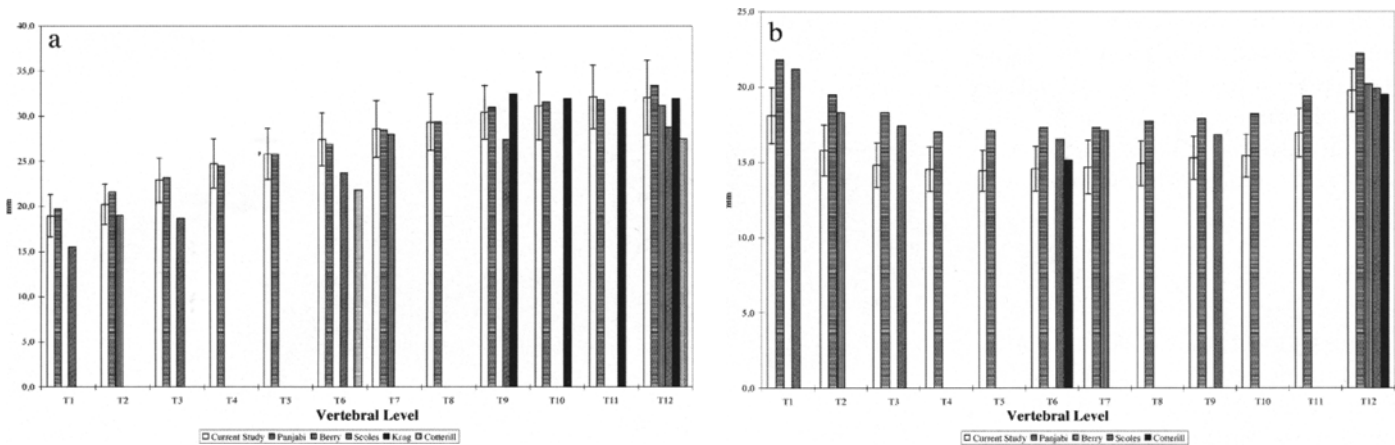 a
40,0
35,0
30,0
25,0
20,0
15,0
10,0
5,0
0,0
mm
T1 T2 T3 T4 T5 T6 T7 T8 T9 T10 T11 T12
Vertebral Level
Current Study Panjabi Berry Scoles Krag Cotterill
b
25,0
20,0
15,0
10,0
5,0
0,0
mm
T1 T2 T3 T4 T5 T6 T7 T8 T9 T10 T11 T12
Vertebral Level
Current Study Panjabi Berry Scoles Cotterill